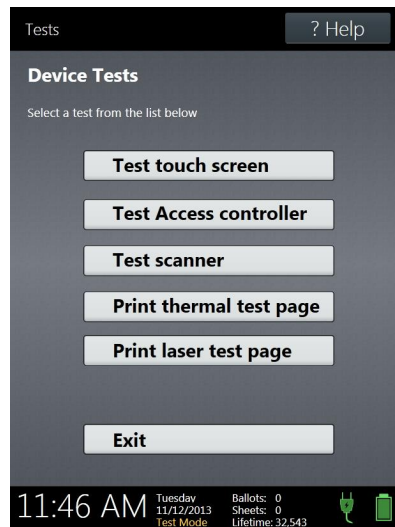 Tests
? Help
Device Tests
Select a test from the list below
Test touch screen
Test Access controller
Test scanner
Print thermal test page
Print laser test page
Exit
11:46 AM
Tuesday
11/12/2013
Test Mode
Ballots: 0
Sheets: 0
Lifetime: 32,543